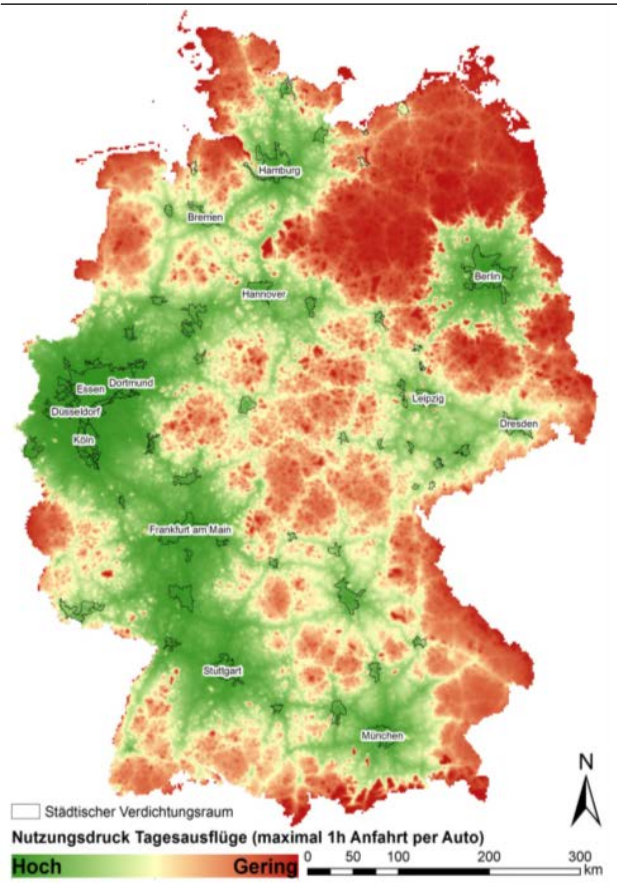 Hamburg
Bremen
Berlin
Hannover
Essen Dortmund
Düsseldorf
Leipzig
Köln
Dresden
Frankfurt am Main
Stuttgart
München
N
Städtischer Verdichtungsraum
Nutzungsdruck Tagesausflüge (maximal 1h Anfahrt per Auto)
Hoch Gering
0 50 100 200 300
km